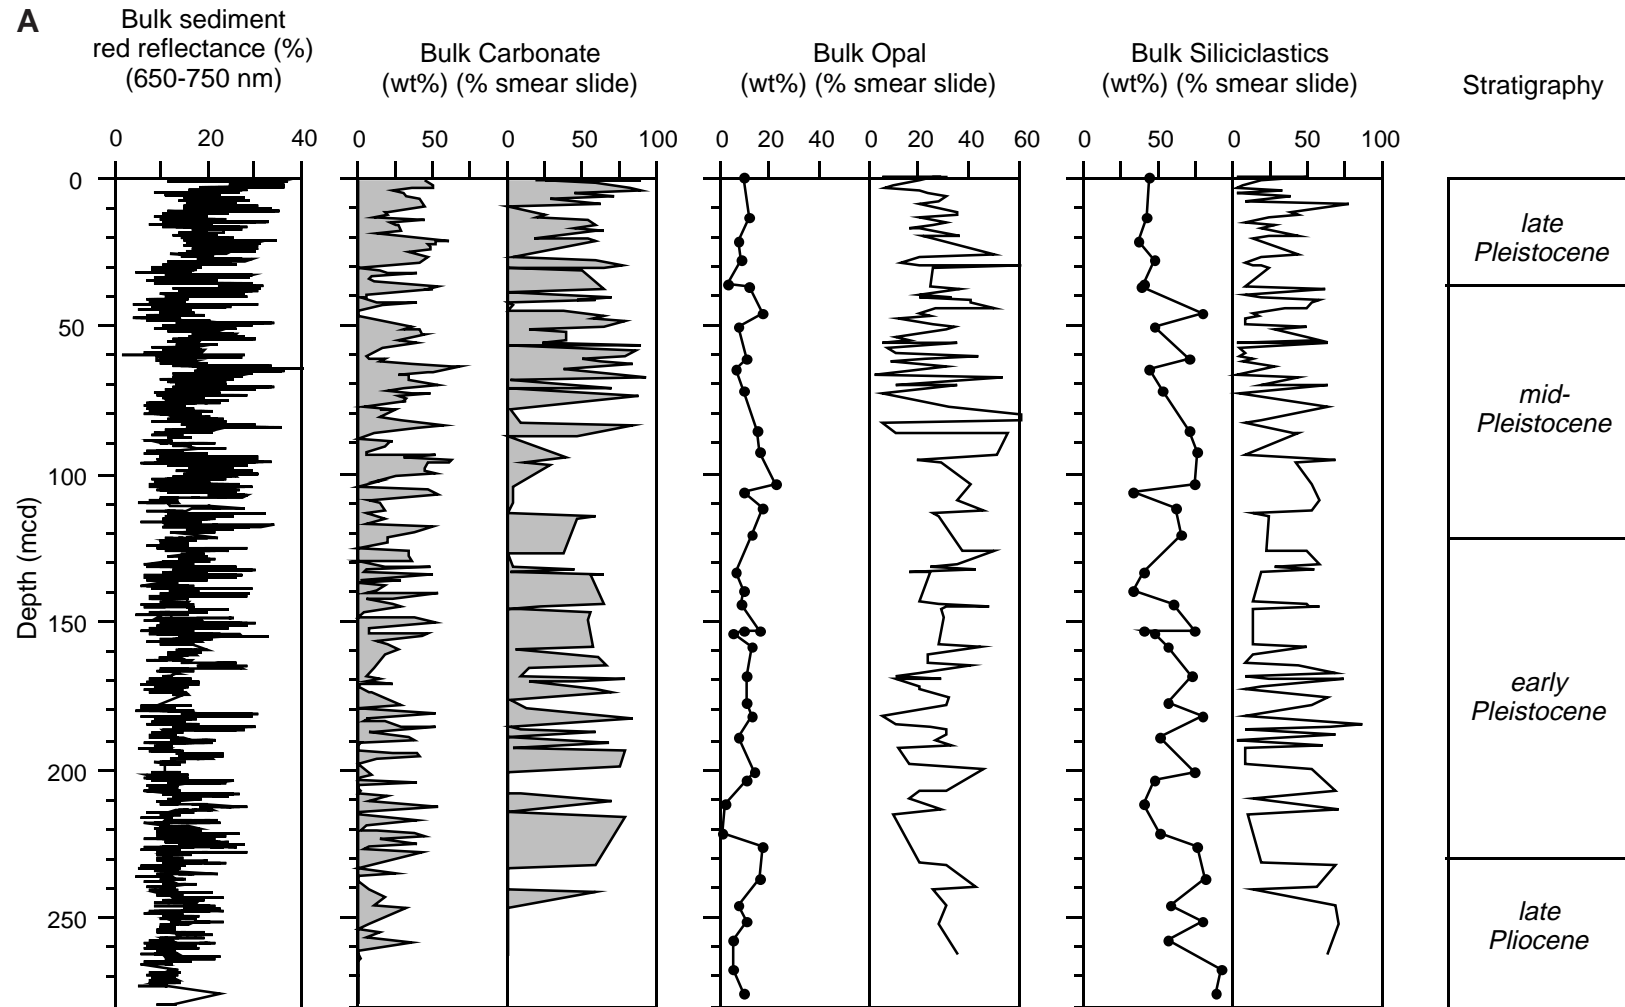 A
Bulk sediment
red reflectance (%)
(650-750 nm)
Bulk Carbonate
(wt%) (% smear slide)
Bulk Opal
(wt%) (% smear slide)
Bulk Siliciclastics
(wt%) (% smear slide)
Stratigraphy
0 20 40
0 50 0 50 100
0 20 40 0 20 40 60
0 50 0 50 100
Depth (mcd)
0
50
100
150
200
250
late
Pleistocene
mid-
Pleistocene
early
Pleistocene
late
Pliocene